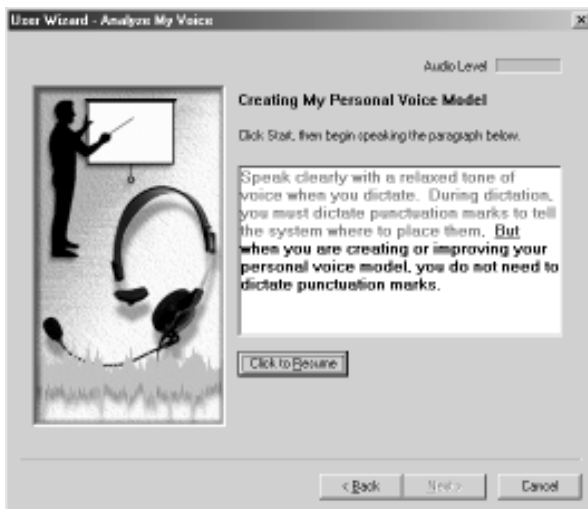 User Wizard - Analyze My Voice
Audio Level
Creating My Personal Voice Model
Click Start, then begin speaking the paragraph below.
Speak clearly with a relaxed tone of
voice when you dictate. During dictation,
you must dictate punctuation marks to tell
the system where to place them. But
when you are creating or improving your
personal voice model, you do not need to
dictate punctuation marks.
Click to Resume
< Back
Next >
Cancel